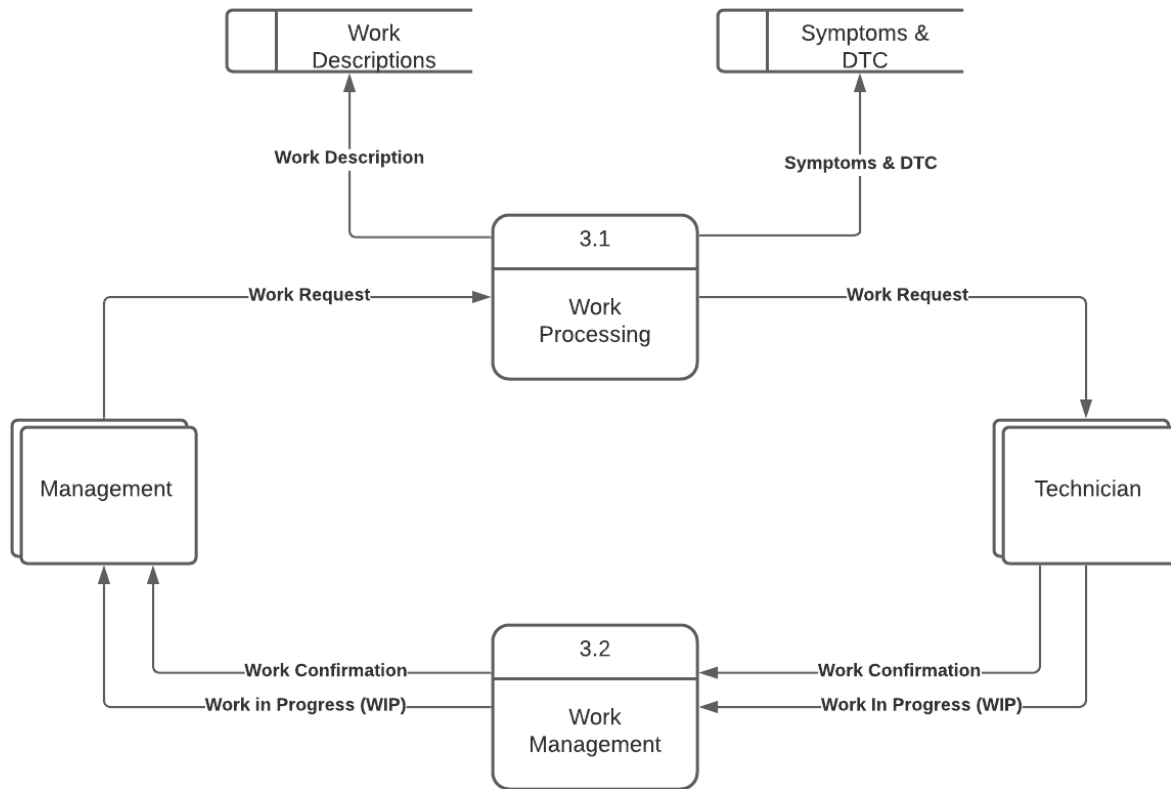 Work
Descriptions
Symptoms &
DTC
Work Description
Symptoms & DTC
3.1
Work Request
Work
Processing
Work Request
Management
Technician
3.2
Work Confirmation
Work Confirmation
Work in Progress (WIP)
Work
Management
Work In Progress (WIP)